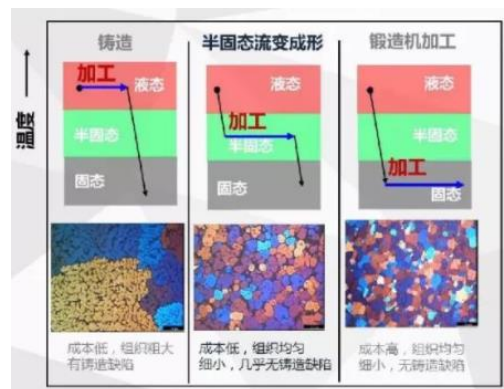 铸造
半固态流变成形
锻造机加工
温度
加工
液态
半固态
固态
液态
加工
半固态
固态
液态
半固态
加工
固态
成本低，组织粗大
有铸造缺陷
成本低，组织均匀
细小，几乎无铸造缺陷
成本高，组织均匀
细小，无铸造缺陷